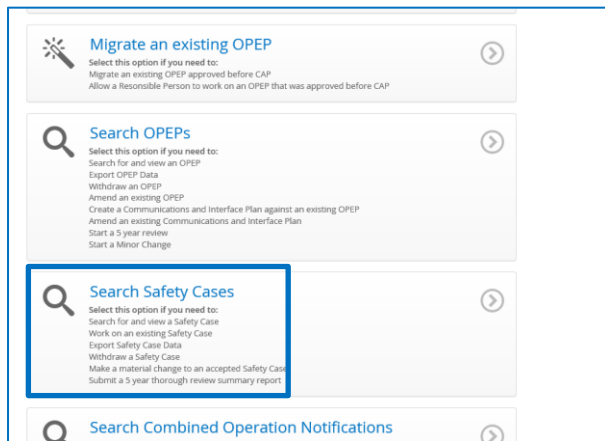 Migrate an existing OPEP
Select this option if you need to:
Migrate an existing OPEP approved before CAP
Allow a Resonsible Person to work on an OPEP that was approved before CAP
Search OPEPs
Select this option if you need to:
Search for and view an OPEP
Export OPEP Data
Withdraw an OPEP
Amend an existing OPEP
Create a Communications and Interface Plan against an existing OPEP
Amend an existing Communications and Interface Plan
Start a 5 year review
Start a Minor Change
Search Safety Cases
Select this option if you need to:
Search for and view a Safety Case
Work on an existing Safety Case
Export Safety Case Data
Withdraw a Safety Case
Make a material change to an accepted Safety Case
Submit a 5 year thorough review summary report
Search Combined Operation Notifications